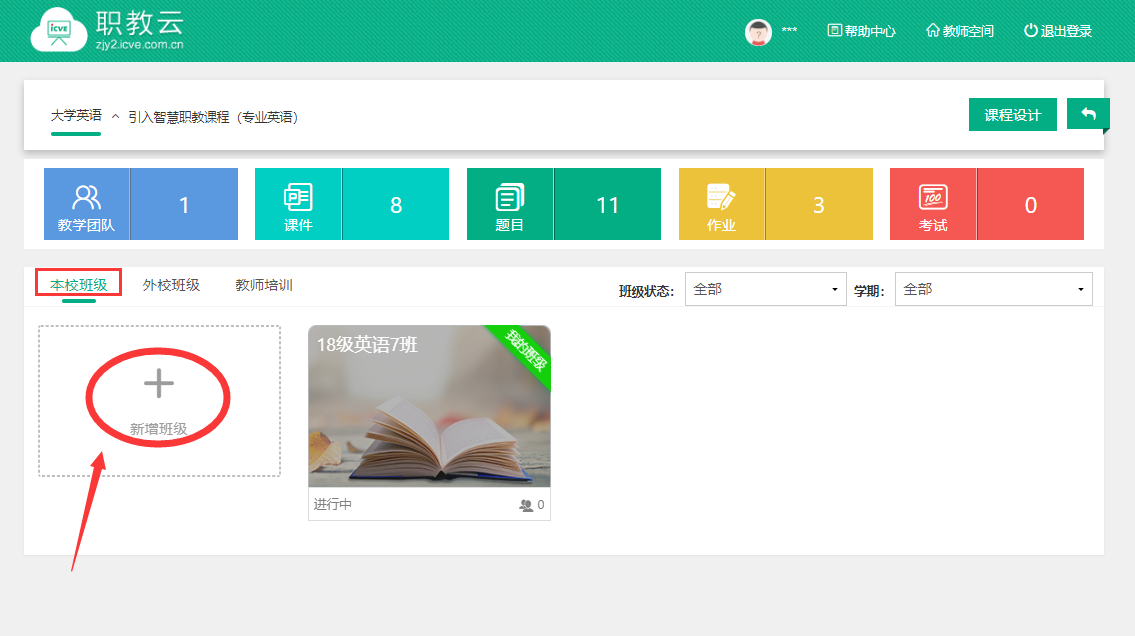 icve
职教云
zjy2.icve.com.cn
***
帮助中心
教师空间
退出登录
大学英语
引入智慧职教课程（专业英语）
课程设计
教学团队
1
课件
8
题目
11
作业
3
100
考试
0
本校班级
外校班级
教师培训
班级状态：
全部
学期：
全部
新增班级
18级英语7班
我的班级
进行中
0